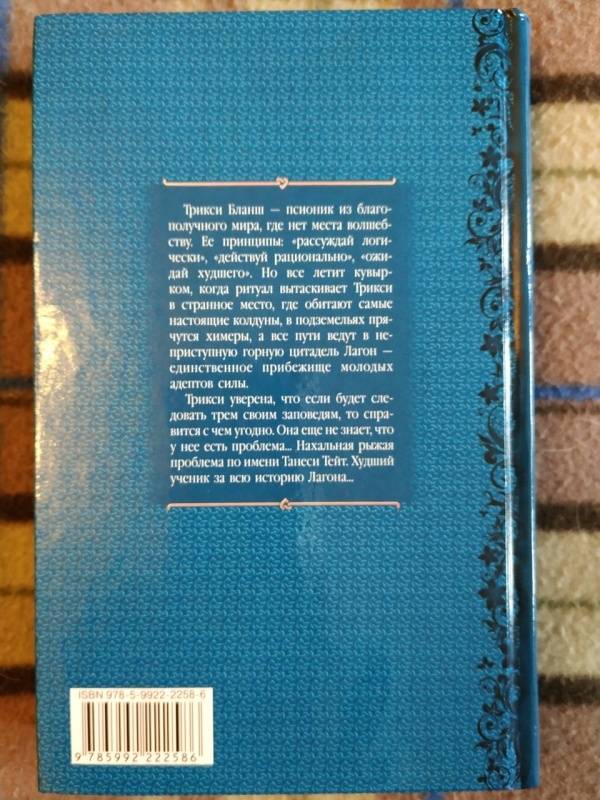 Трикси Бланш — псионик из благо-
получного мира, где нет места волшеб-
ству. Ее принципы: «рассуждай логи-
чески», «действуй рационально», «ожи-
дай худшего». Но все летит кувыр-
ком, когда ритуал вытаскивает Трикси
в странное место, где обитают самые
настоящие колдуны, в подземельях пря-
чутся химеры, а все пути ведут в не-
приступную горную цитадель Лагон —
единственное прибежище молодых
адептов силы.
Трикси уверена, что если будет сле-
довать трем своим заповедям, то спра-
вится с чем угодно. Она еще не знает, что
у нее есть проблема... Нахальная рыжая
проблема по имени Танеси Тейт. Худший
ученик за всю историю Лагона...
ISBN 978-5-9922-2258-6
9 785992 222586